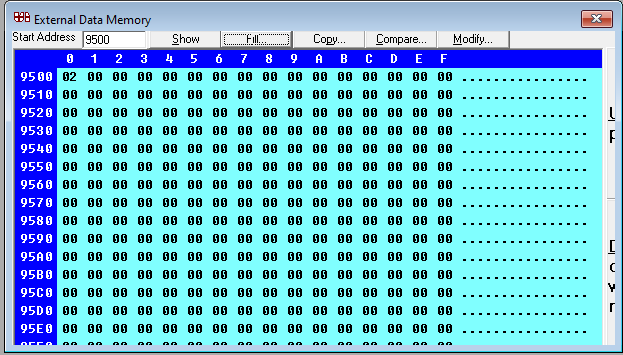 External Data Memory
Start Address 9500 Show Fill... Copy... Compare... Modify...
0 1 2 3 4 5 6 7 8 9 A B C D E F
9500 02 00 00 00 00 00 00 00 00 00 00 00 00 00 00 00 ................
9510 00 00 00 00 00 00 00 00 00 00 00 00 00 00 00 00 ................
9520 00 00 00 00 00 00 00 00 00 00 00 00 00 00 00 00 ................
9530 00 00 00 00 00 00 00 00 00 00 00 00 00 00 00 00 ................
9540 00 00 00 00 00 00 00 00 00 00 00 00 00 00 00 00 ................
9550 00 00 00 00 00 00 00 00 00 00 00 00 00 00 00 00 ................
9560 00 00 00 00 00 00 00 00 00 00 00 00 00 00 00 00 ................
9570 00 00 00 00 00 00 00 00 00 00 00 00 00 00 00 00 ................
9580 00 00 00 00 00 00 00 00 00 00 00 00 00 00 00 00 ................
9590 00 00 00 00 00 00 00 00 00 00 00 00 00 00 00 00 ................
95A0 00 00 00 00 00 00 00 00 00 00 00 00 00 00 00 00 ................
95B0 00 00 00 00 00 00 00 00 00 00 00 00 00 00 00 00 ................
95C0 00 00 00 00 00 00 00 00 00 00 00 00 00 00 00 00 ................
95D0 00 00 00 00 00 00 00 00 00 00 00 00 00 00 00 00 ................
95E0 00 00 00 00 00 00 00 00 00 00 00 00 00 00 00 00 ................